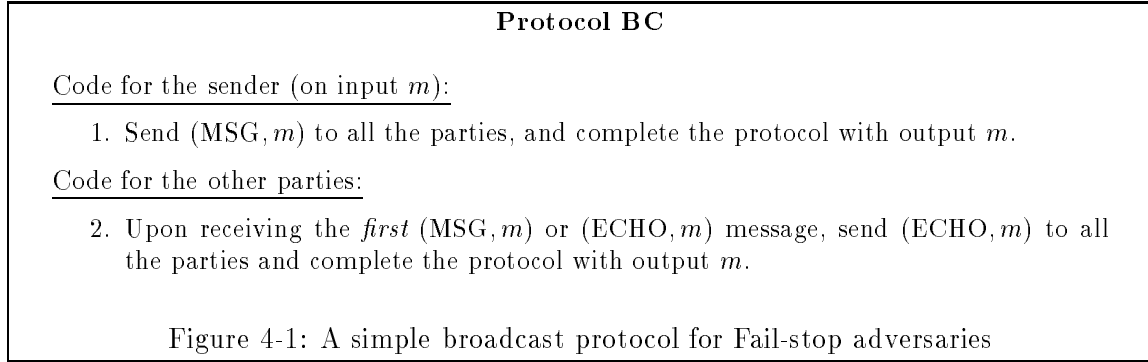 Protocol BC
Code for the sender (on input m):
1. Send (MSG, m) to all the parties, and complete the protocol with output m.
Code for the other parties:
2. Upon receiving the first (MSG, m) or (ECHO, m) message, send (ECHO, m) to all
the parties and complete the protocol with output m.
Figure 4-1: A simple broadcast protocol for Fail-stop adversaries